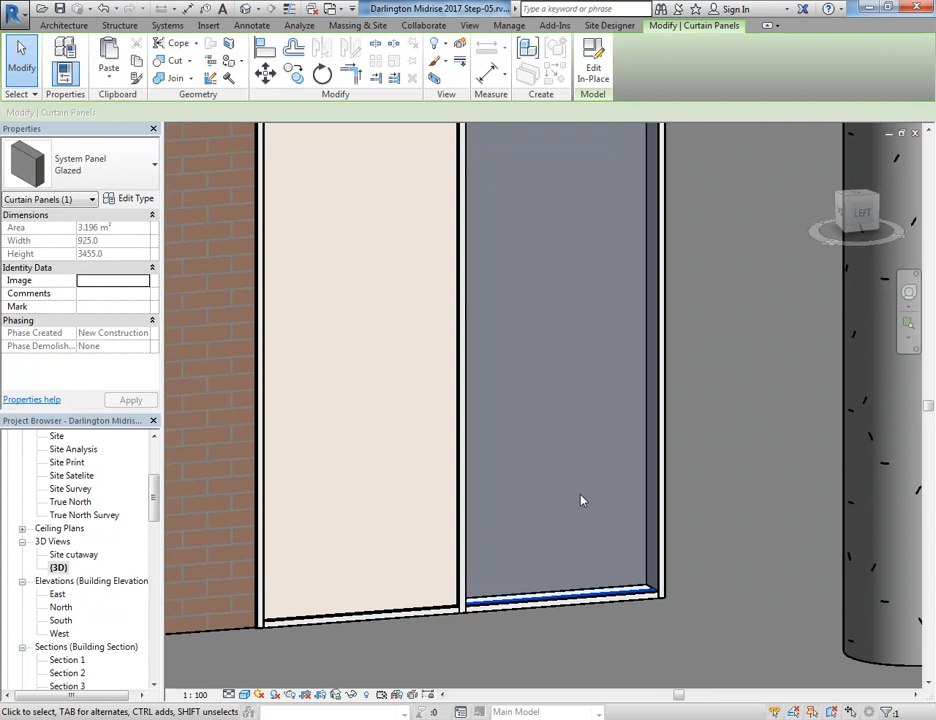 Darlington Midrise 2017 Step-05.rv...
Type a keyword or phrase
Sign In
Architecture Structure Systems Insert Annotate Analyze Massing & Site Collaborate View Manage Add-Ins Site Designer Modify | Curtain Panels
Modify
Paste
Cope
Cut
Join
Edit
In-Place
Select Properties Clipboard Geometry Modify View Measure Create Model
Modify | Curtain Panels
Properties
System Panel
Glazed
Curtain Panels (1)
Edit Type
Dimensions
Area 3.196 m²
Width 925.0
Height 3455.0
Identity Data
Image
Comments
Mark
Phasing
Phase Created New Construction
Phase Demolish... None
Properties help
Apply
LEFT
Project Browser - Darlington Midris...
Site
Site Analysis
Site Print
Site Satelite
Site Survey
True North
True North Survey
Ceiling Plans
3D Views
Site cutaway
(3D)
Elevations (Building Elevation
East
North
South
West
Sections (Building Section)
Section 1
Section 2
Section 3
1 : 100
Click to select, TAB for alternates, CTRL adds, SHIFT unselects
:0
Main Model
:1